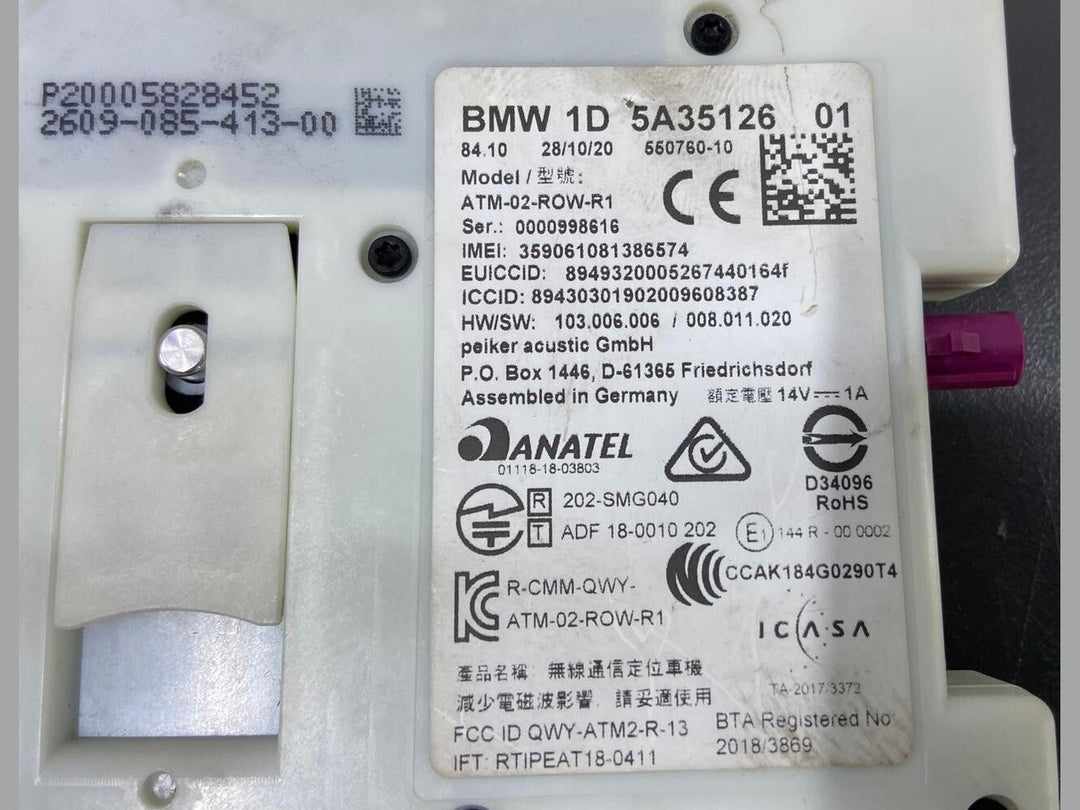 P20005828452
2609-085-413-00
BMW 1D 5A35126 01
84.10 28/10/20 550760-10
Model / 型號:
ATM-02-ROW-R1
CE
Ser.: 0000998616
IMEI: 359061081386574
EUICCID: 8949320005267440164f
ICCID: 89430301902009608387
HW/SW: 103.006.006 / 008.011.020
peiker acustic GmbH
P.O. Box 1446, D-61365 Friedrichsdorf
Assembled in Germany 額定電壓 14V⎓1A
ANATEL
01118-18-03803
D34096
RoHS
R 202-SMG040
T ADF 18-0010 202
E1 144 R - 00 0002
CCAK184G0290T4
R-CMM-QWY-
ATM-02-ROW-R1
ICASA
TA-2017/3372
產品名稱: 無線通信定位車機
減少電磁波影響, 請妥適使用
FCC ID QWY-ATM2-R-13
IFT: RTIPEAT18-0411
BTA Registered No
2018/3869